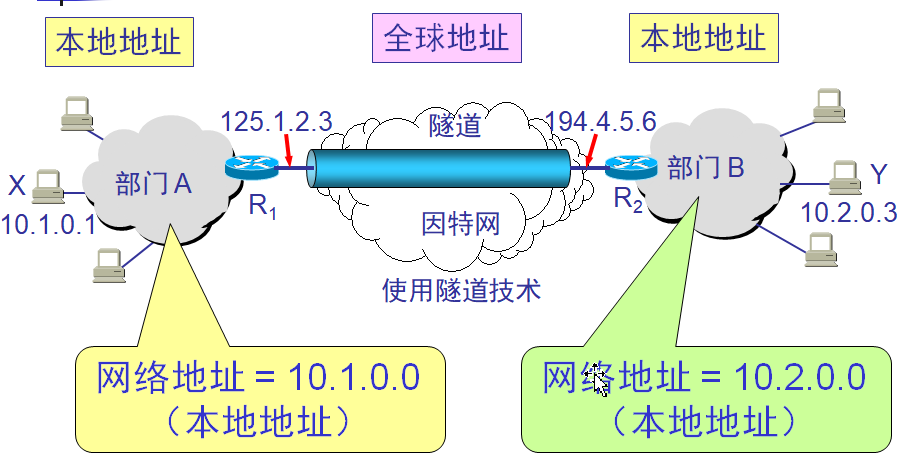 本地地址
全球地址
本地地址
125.1.2.3
隧道
194.4.5.6
部门 A
部门 B
X
Y
R1
R2
10.1.0.1
10.2.0.3
因特网
使用隧道技术
网络地址 = 10.1.0.0
（本地地址）
网络地址 = 10.2.0.0
（本地地址）